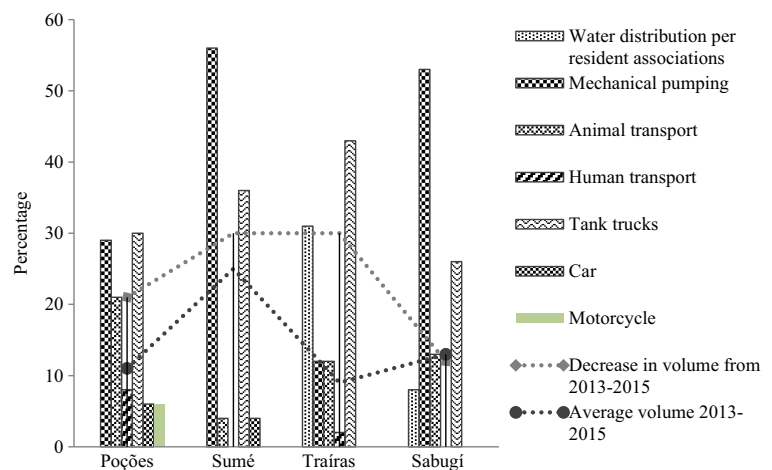 60
50
40
30
20
10
0
Percentage
Poções
Sumé
Traíras
Sabugí
Water distribution per
resident associations
Mechanical pumping
Animal transport
Human transport
Tank trucks
Car
Motorcycle
Decrease in volume from
2013-2015
Average volume 2013-
2015